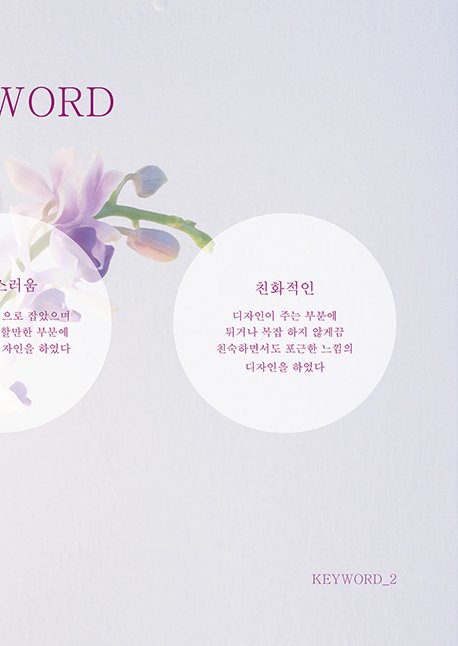 WORD
스러움
으로 잡았으며
할만한 부분에
자인을 하였다
친화적인
디자인이 주는 부분에
튀거나 복잡 하지 않게끔
친숙하면서도 포근한 느낌의
디자인을 하였다
KEYWORD_2